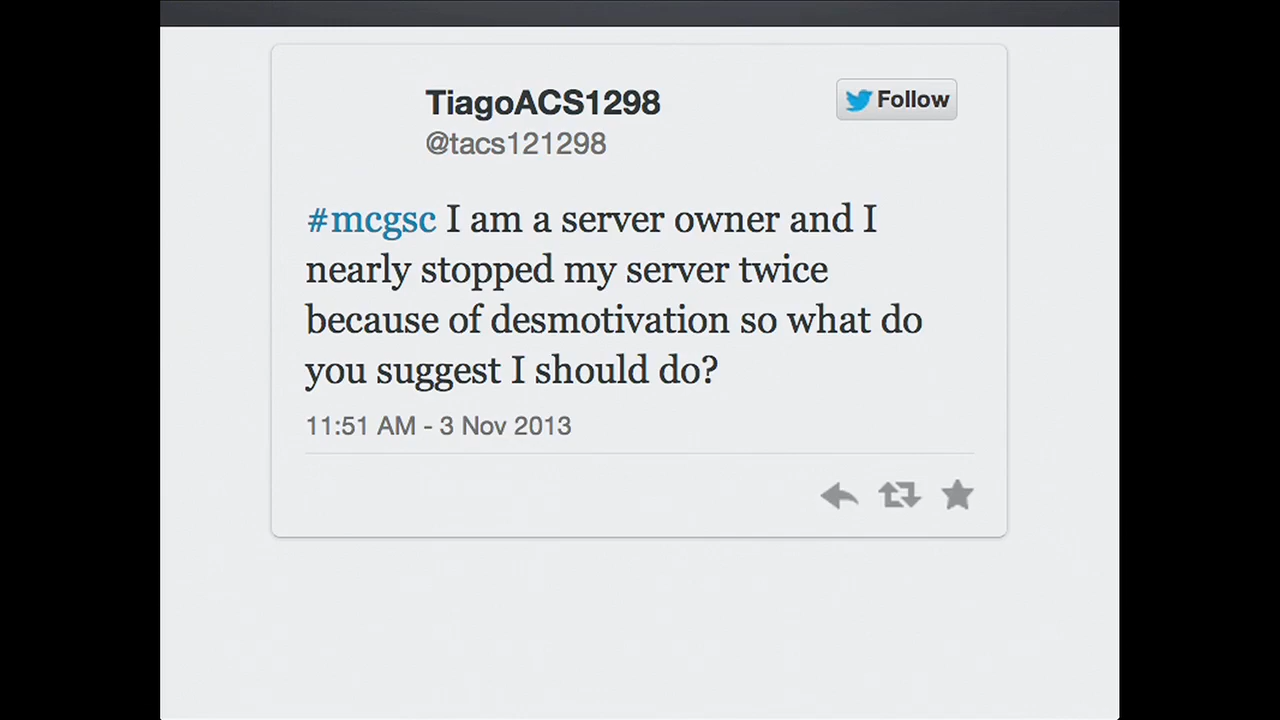 TiagoACS1298
Follow
@tacs121298
#mcgsc I am a server owner and I
nearly stopped my server twice
because of desmotivation so what do
you suggest I should do?
11:51 AM - 3 Nov 2013